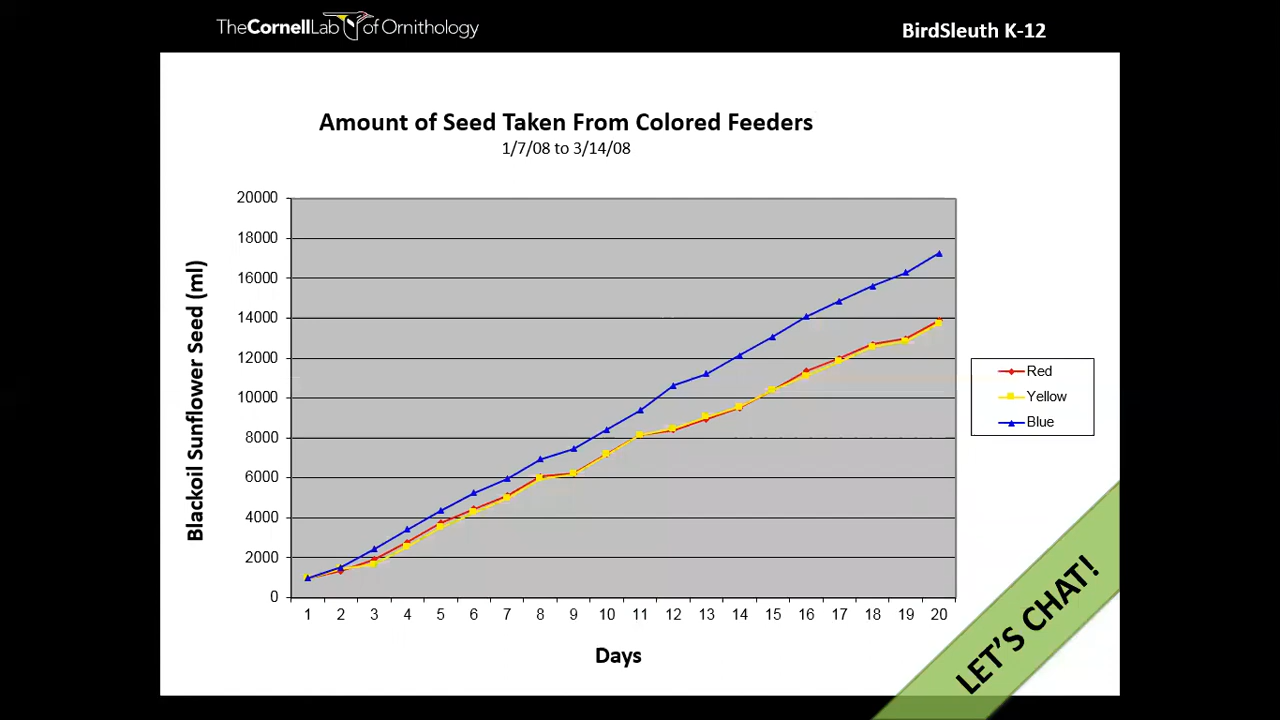 TheCornellLab of Ornithology
BirdSleuth K-12
Amount of Seed Taken From Colored Feeders
1/7/08 to 3/14/08
20000
18000
16000
14000
12000
10000
8000
6000
4000
2000
0
Blackoil Sunflower Seed (ml)
1 2 3 4 5 6 7 8 9 10 11 12 13 14 15 16 17 18 19 20
Days
Red
Yellow
Blue
LET'S CHAT!